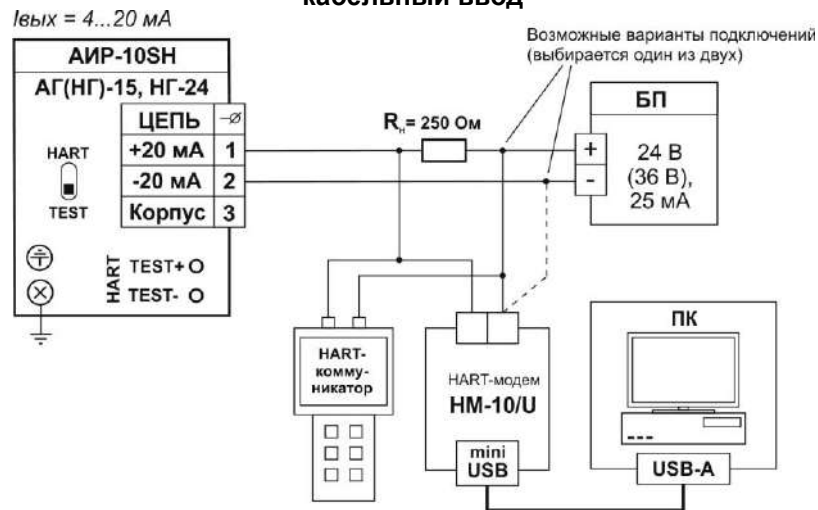 кабельный ввод
Iвых = 4...20 мА
Возможные варианты подключений
(выбирается один из двух)
АИР-10SH
АГ(НГ)-15, НГ-24
ЦЕПЬ
+20 мА 1
-20 мА 2
Корпус 3
HART
TEST
HART
TEST+
TEST-
Rн= 250 Ом
БП
+
-
24 В
(36 В),
25 мА
HART-
комму-
никатор
HART-модем
HM-10/U
mini
USB
ПК
USB-A